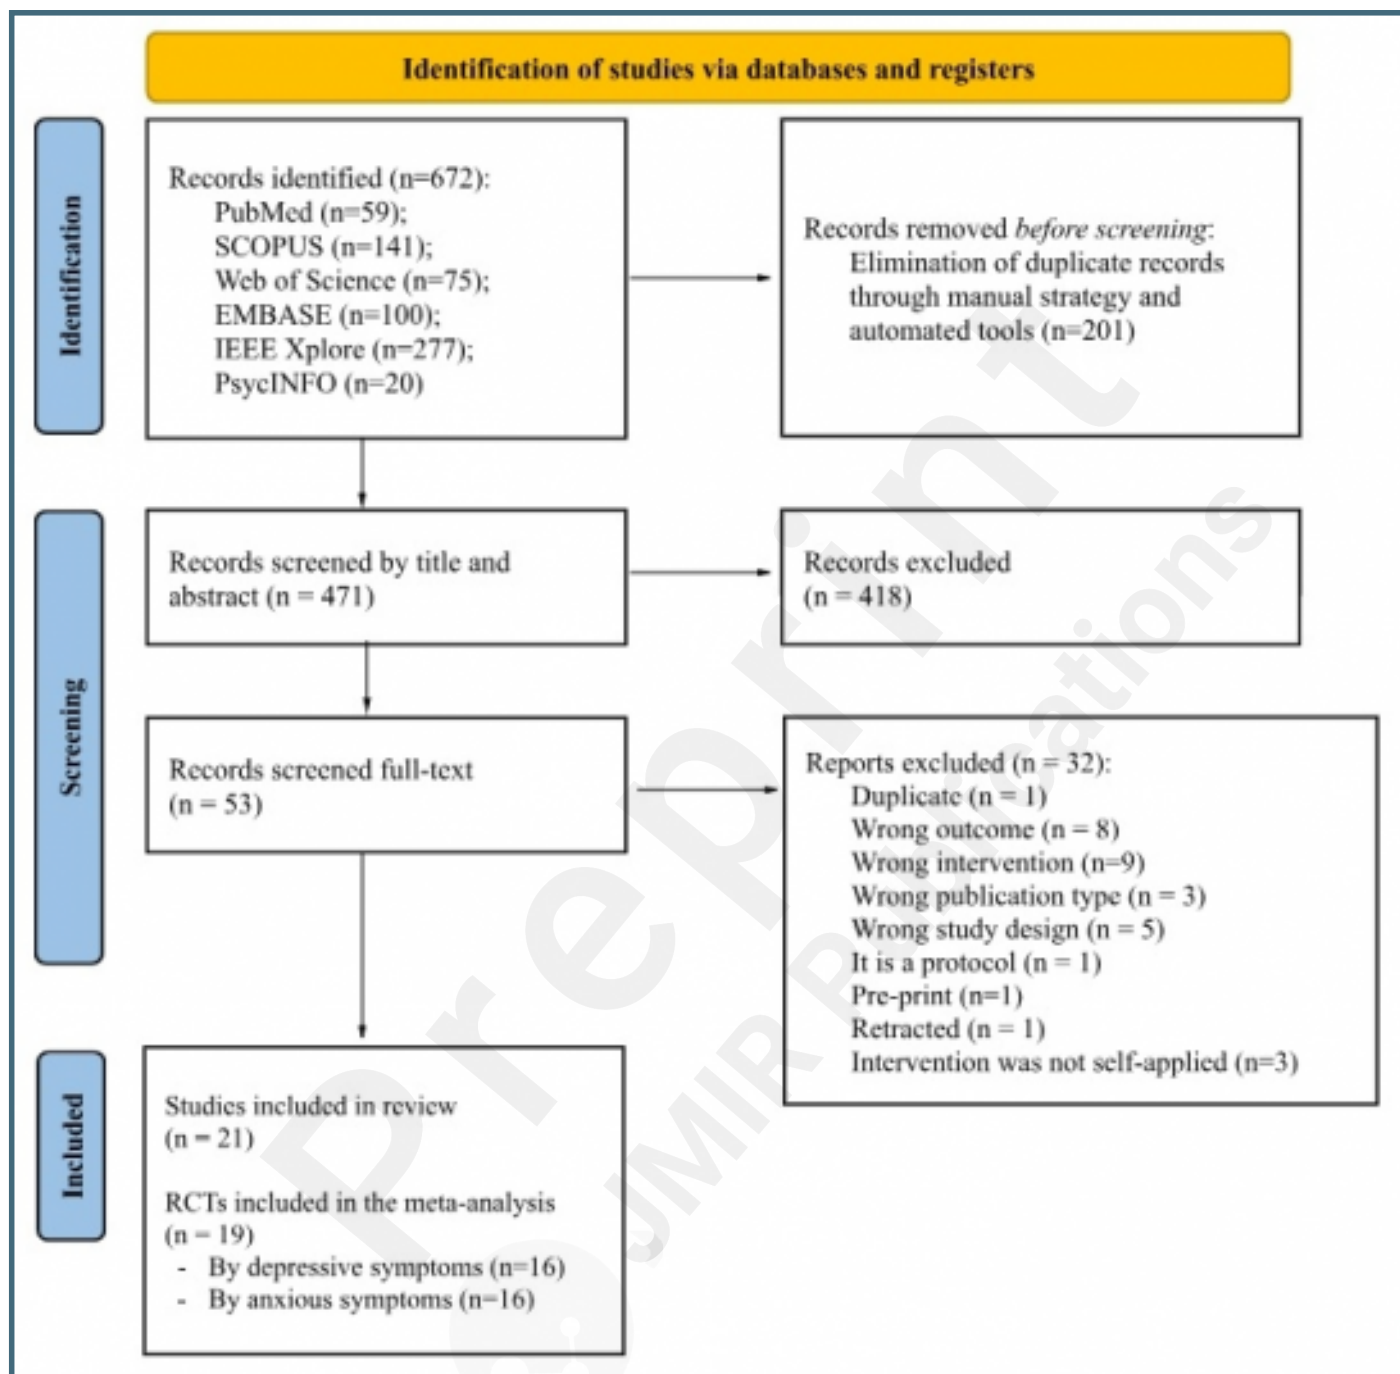 Identification of studies via databases and registers
Identification
Records identified (n=672):
PubMed (n=59);
SCOPUS (n=141);
Web of Science (n=75);
EMBASE (n=100);
IEEE Xplore (n=277);
PsycINFO (n=20)
Records removed before screening:
Elimination of duplicate records
through manual strategy and
automated tools (n=201)
Screening
Records screened by title and
abstract (n = 471)
Records excluded
(n = 418)
Records screened full-text
(n = 53)
Reports excluded (n = 32):
Duplicate (n = 1)
Wrong outcome (n = 8)
Wrong intervention (n=9)
Wrong publication type (n = 3)
Wrong study design (n = 5)
It is a protocol (n = 1)
Pre-print (n=1)
Retracted (n = 1)
Intervention was not self-applied (n=3)
Included
Studies included in review
(n = 21)
RCTs included in the meta-analysis
(n = 19)
- By depressive symptoms (n=16)
- By anxious symptoms (n=16)
Preprint
JMIR Publications